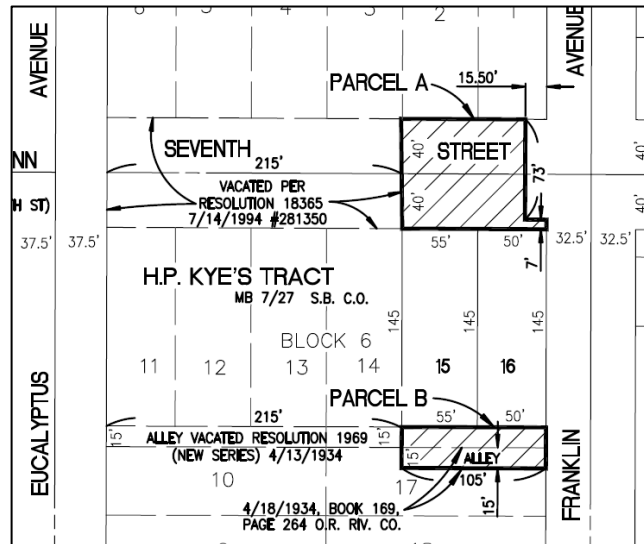 3
2
AVENUE
AVENUE
15.50'
PARCEL A
SEVENTH
STREET
NN
215'
40'
73'
40'
VACATED PER
RESOLUTION 18365
7/14/1994 #281350
40'
40'
H ST)
37.5'
37.5'
55'
50'
32.5'
32.5'
7'
H.P. KYE'S TRACT
MB 7/27 S.B. C.O.
145
145
145
BLOCK 6
11
12
13
14
15
16
PARCEL B
215'
55'
50'
15'
ALLEY VACATED RESOLUTION 1969
(NEW SERIES) 4/13/1934
15'
15'
ALLEY
105'
10
17
15'
4/18/1934, BOOK 169,
PAGE 264 O.R. RIV. CO.
EUCALYPTUS
FRANKLIN